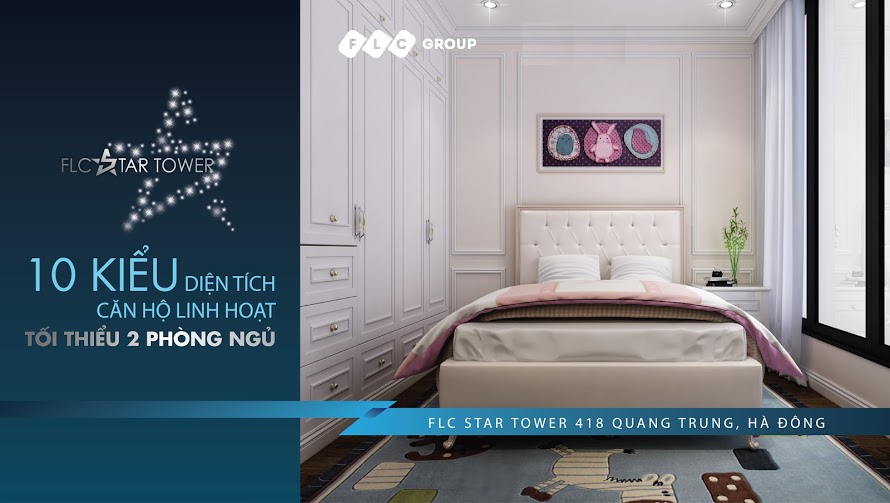 FLC GROUP
FLC STAR TOWER
10 KIỂU DIỆN TÍCH
CĂN HỘ LINH HOẠT
TỐI THIỂU 2 PHÒNG NGỦ
FLC STAR TOWER 418 QUANG TRUNG, HÀ ĐÔNG